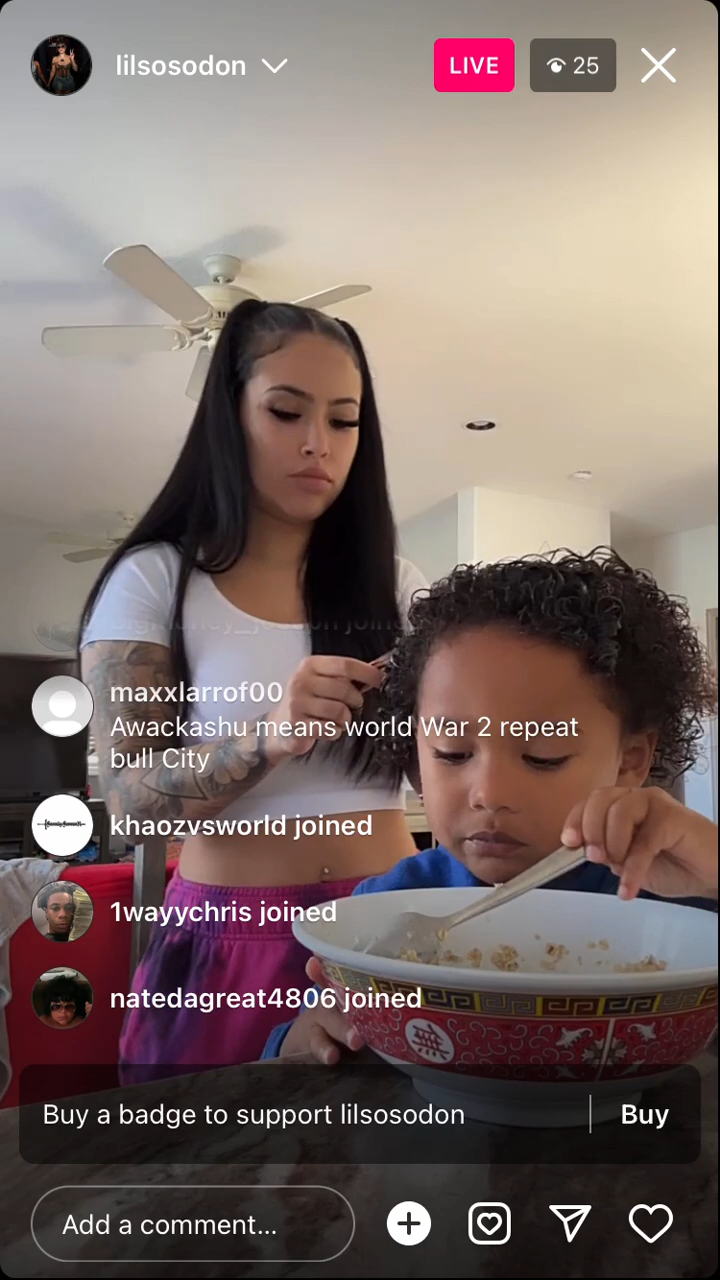 lilsosodon
LIVE
25
maxxlarrof00
Awackashu means world War 2 repeat
bull City
khaozvsworld joined
1wayychris joined
natedagreat4806 joined
無
Buy a badge to support lilsosodon
Buy
Add a comment...